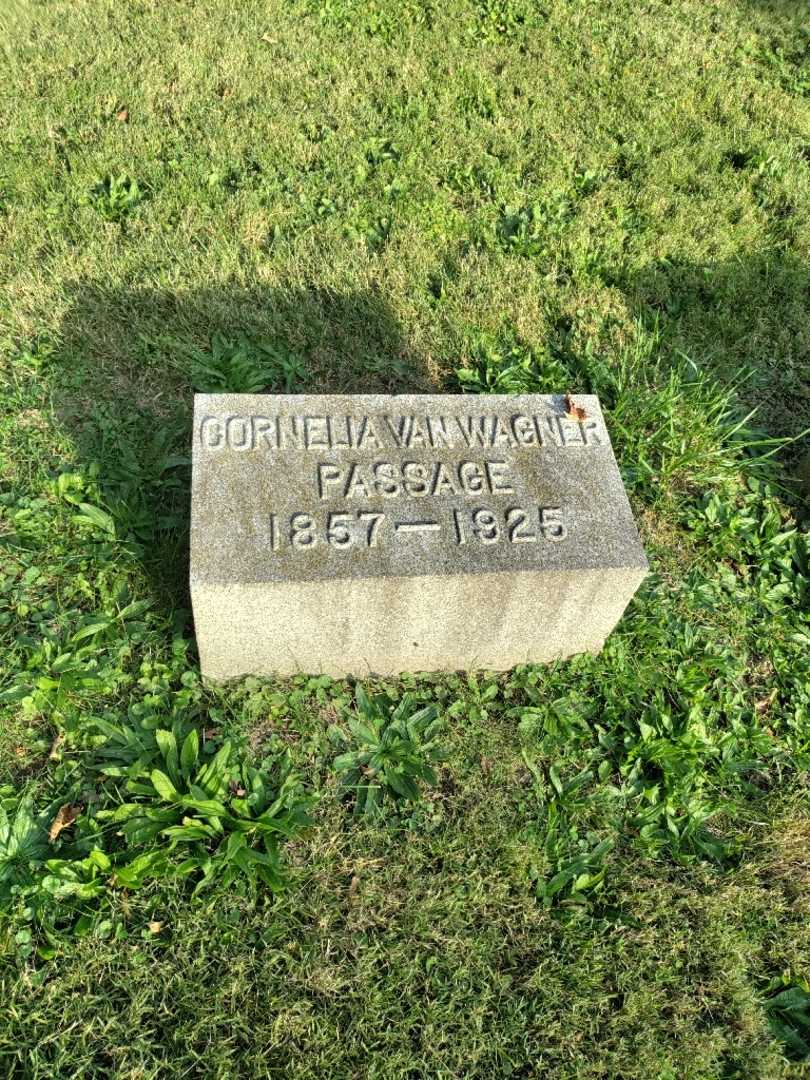 CORNELIA VAN WAGNER
PASSAGE
1857—1925